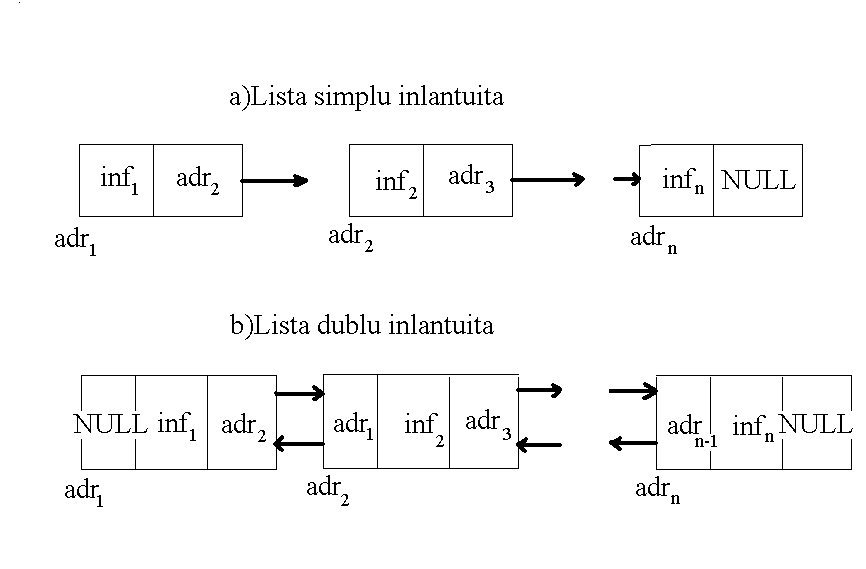 a)Lista simplu inlantuita
inf1 adr2 inf2 adr3 infn NULL
adr1 adr2 adrn
b)Lista dublu inlantuita
NULL inf1 adr2 adr1 inf2 adr3 adrn-1 infn NULL
adr1 adr2 adrn